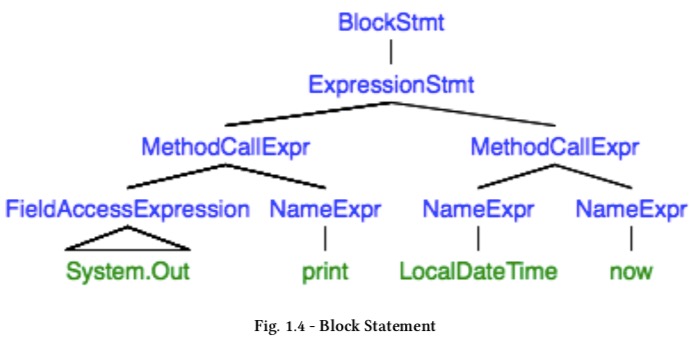 BlockStmt
ExpressionStmt
MethodCallExpr MethodCallExpr
FieldAccessExpression NameExpr NameExpr NameExpr
System.Out print LocalDateTime now
Fig. 1.4 - Block Statement